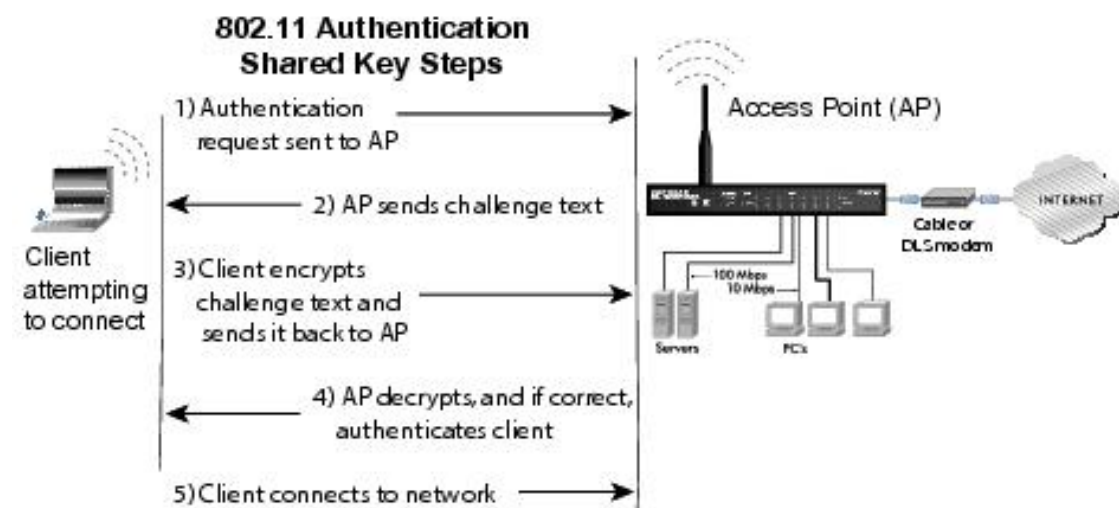 802.11 Authentication
Shared Key Steps
1) Authentication
request sent to AP
Access Point (AP)
2) AP sends challenge text
INTERNET
Cable or
DLS modem
Client
attempting
to connect
3) Client encrypts
challenge text and
sends it back to AP
100 Mbps
10 Mbps
Servers
PC's
4) AP decrypts, and if correct,
authenticates client
5) Client connects to network